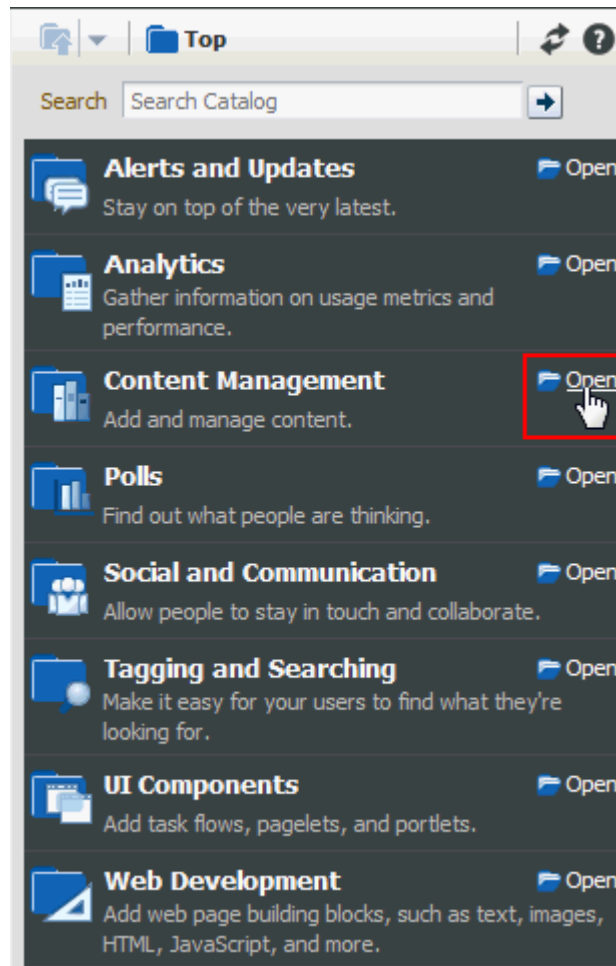 Top
Search Search Catalog
Alerts and Updates Open
Stay on top of the very latest.
Analytics Open
Gather information on usage metrics and
performance.
Content Management Open
Add and manage content.
Polls Open
Find out what people are thinking.
Social and Communication Open
Allow people to stay in touch and collaborate.
Tagging and Searching Open
Make it easy for your users to find what they're
looking for.
UI Components Open
Add task flows, pagelets, and portlets.
Web Development Open
Add web page building blocks, such as text, images,
HTML, JavaScript, and more.